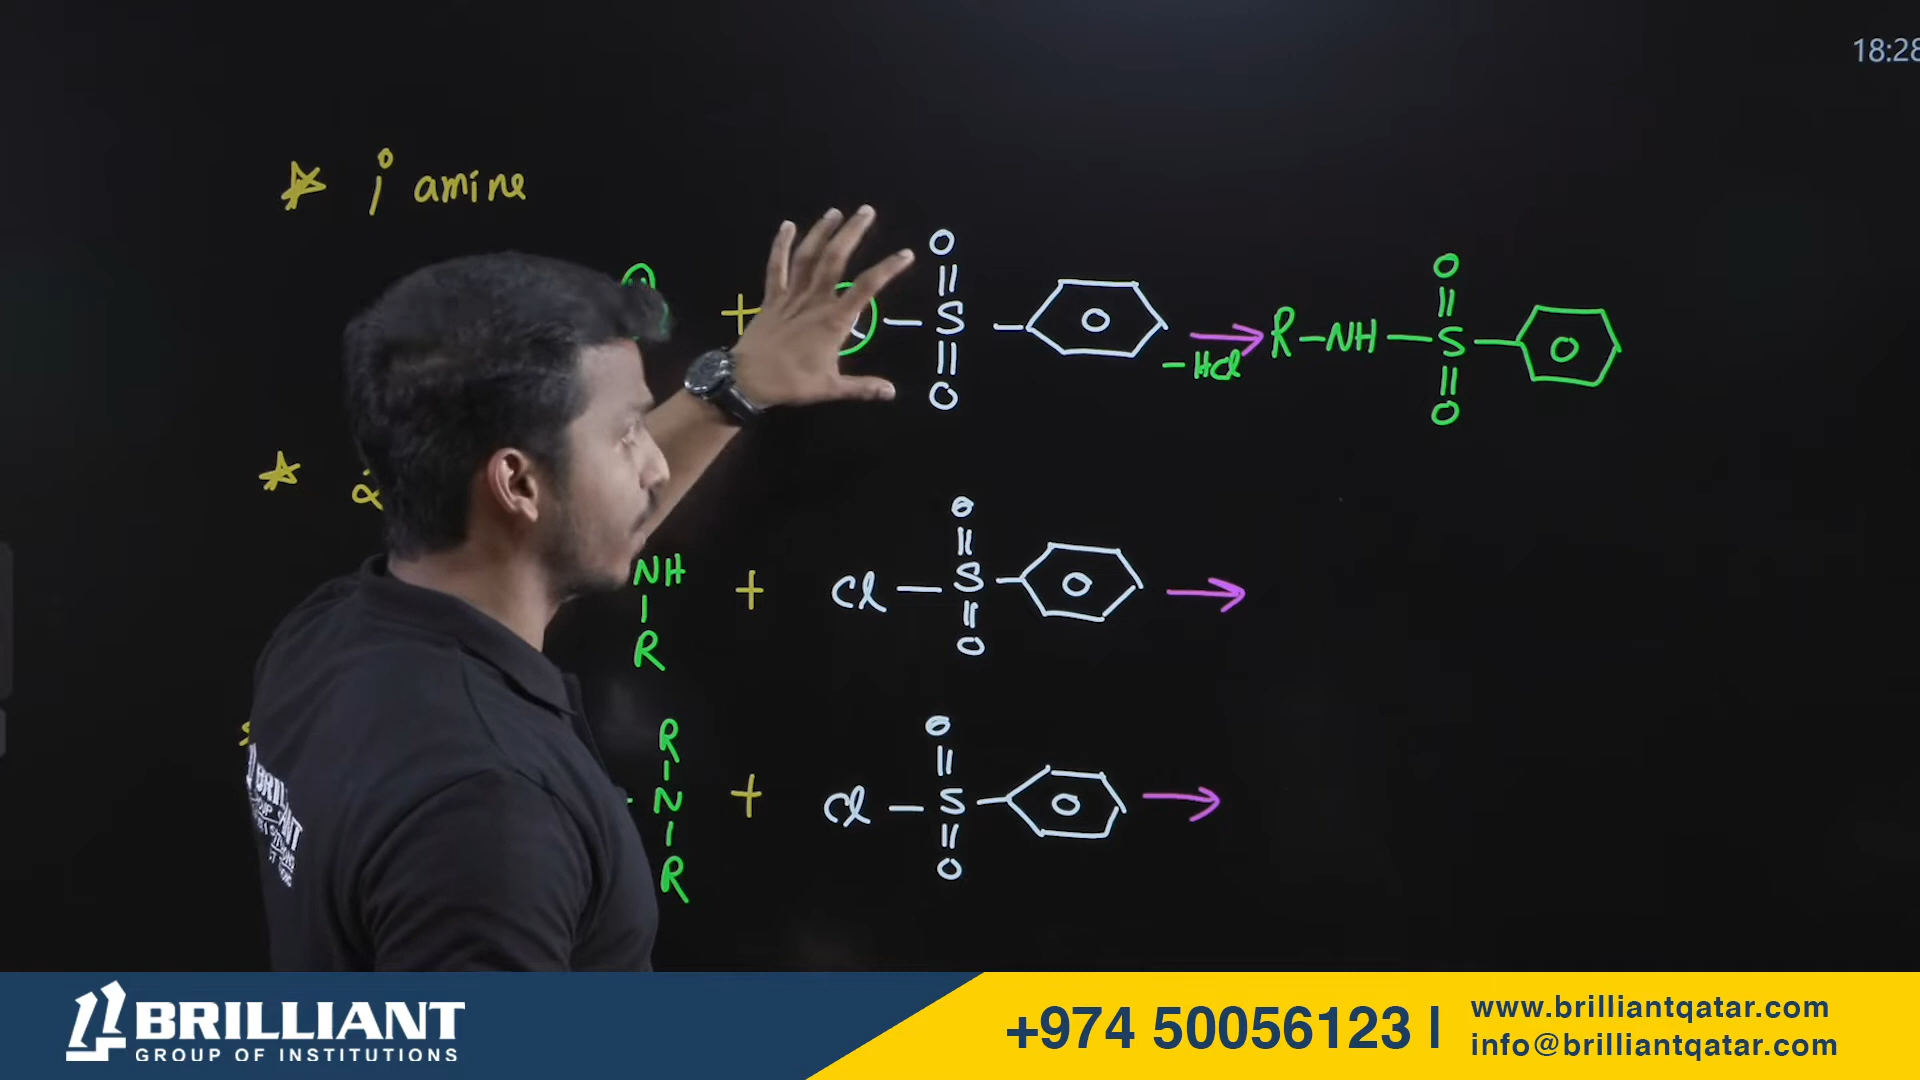 18:28
1° amine
+ O
||
S
||
O
→ R-NH-S
- HCl
O
||
||
O
NH
|
R
+ Cl-S
O
||
||
O
→
R
|
N
|
R
+ Cl-S
O
||
||
O
→
BRILLIANT
GROUP OF INSTITUTIONS
+974 50056123 |
www.brilliantqatar.com
info@brilliantqatar.com